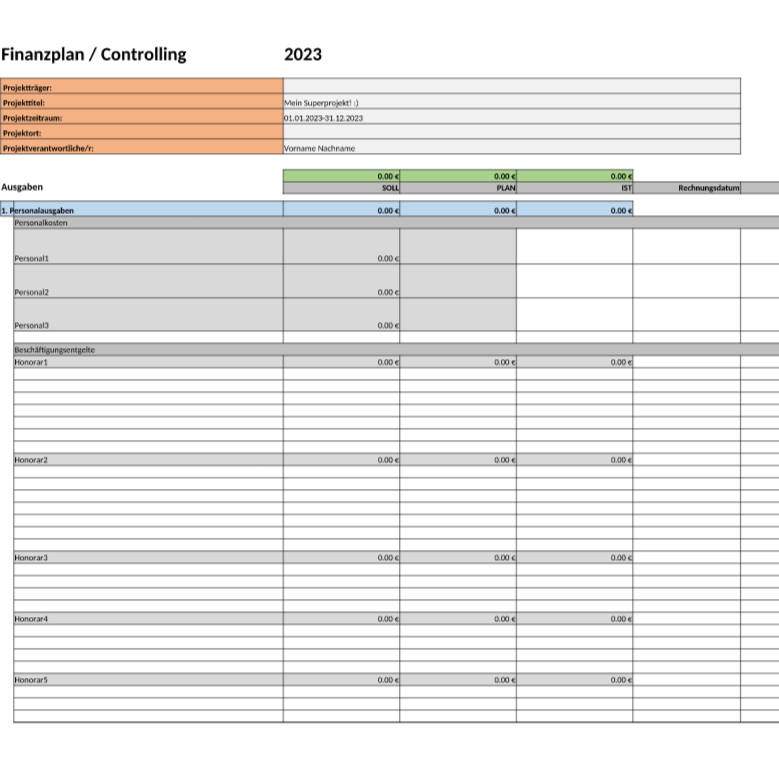 Finanzplan / Controlling 2023
Projektträger:
Projekttitel: Mein Superprojekt! :)
Projektzeitraum: 01.01.2023-31.12.2023
Projektort:
Projektverantwortliche/r: Vorname Nachname
0.00 € 0.00 € 0.00 €
Ausgaben SOLL PLAN IST Rechnungsdatum
1. Personalausgaben 0.00 € 0.00 € 0.00 €
Personalkosten
Personal1 0.00 €
Personal2 0.00 €
Personal3 0.00 €
Beschäftigungsentgelte
Honorar1 0.00 € 0.00 € 0.00 €
Honorar2 0.00 € 0.00 € 0.00 €
Honorar3 0.00 € 0.00 € 0.00 €
Honorar4 0.00 € 0.00 € 0.00 €
Honorar5 0.00 € 0.00 € 0.00 €